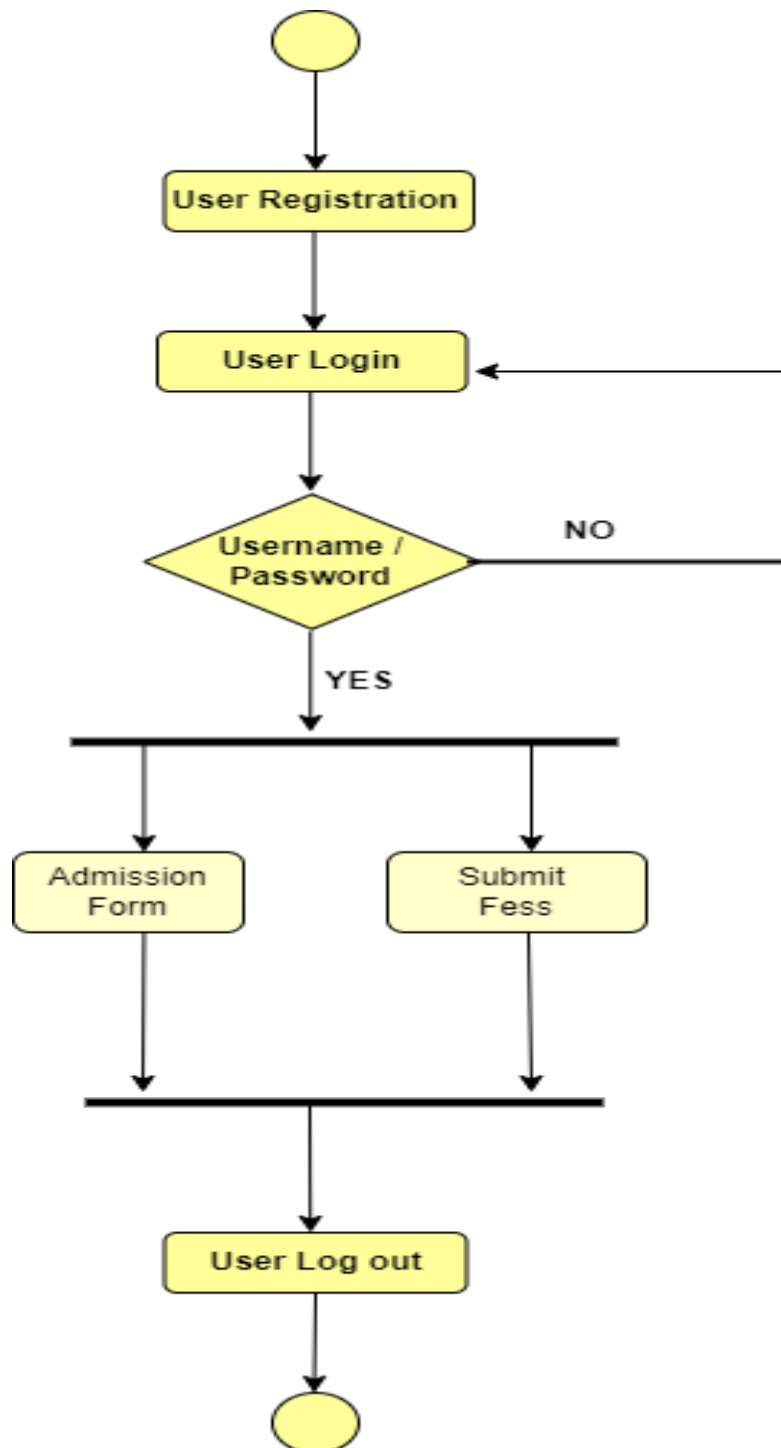 User Registration
User Login
Username /
Password
NO
YES
Admission
Form
Submit
Fess
User Log out